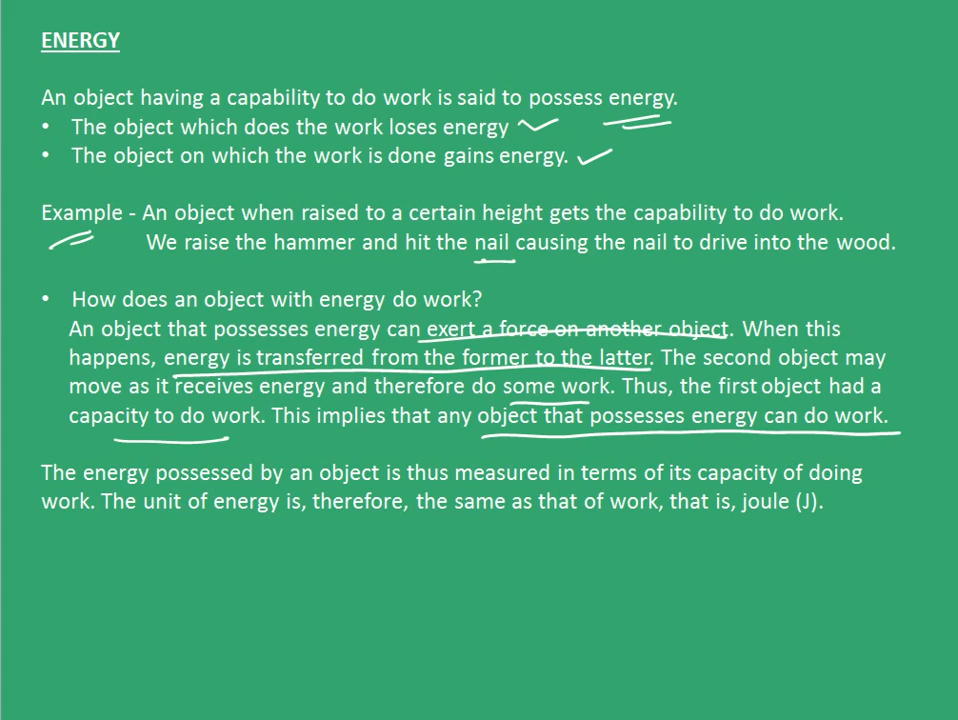 ENERGY
An object having a capability to do work is said to possess energy.
• The object which does the work loses energy
• The object on which the work is done gains energy.
Example - An object when raised to a certain height gets the capability to do work.
We raise the hammer and hit the nail causing the nail to drive into the wood.
• How does an object with energy do work?
An object that possesses energy can exert a force on another object. When this
happens, energy is transferred from the former to the latter. The second object may
move as it receives energy and therefore do some work. Thus, the first object had a
capacity to do work. This implies that any object that possesses energy can do work.
The energy possessed by an object is thus measured in terms of its capacity of doing
work. The unit of energy is, therefore, the same as that of work, that is, joule (J).